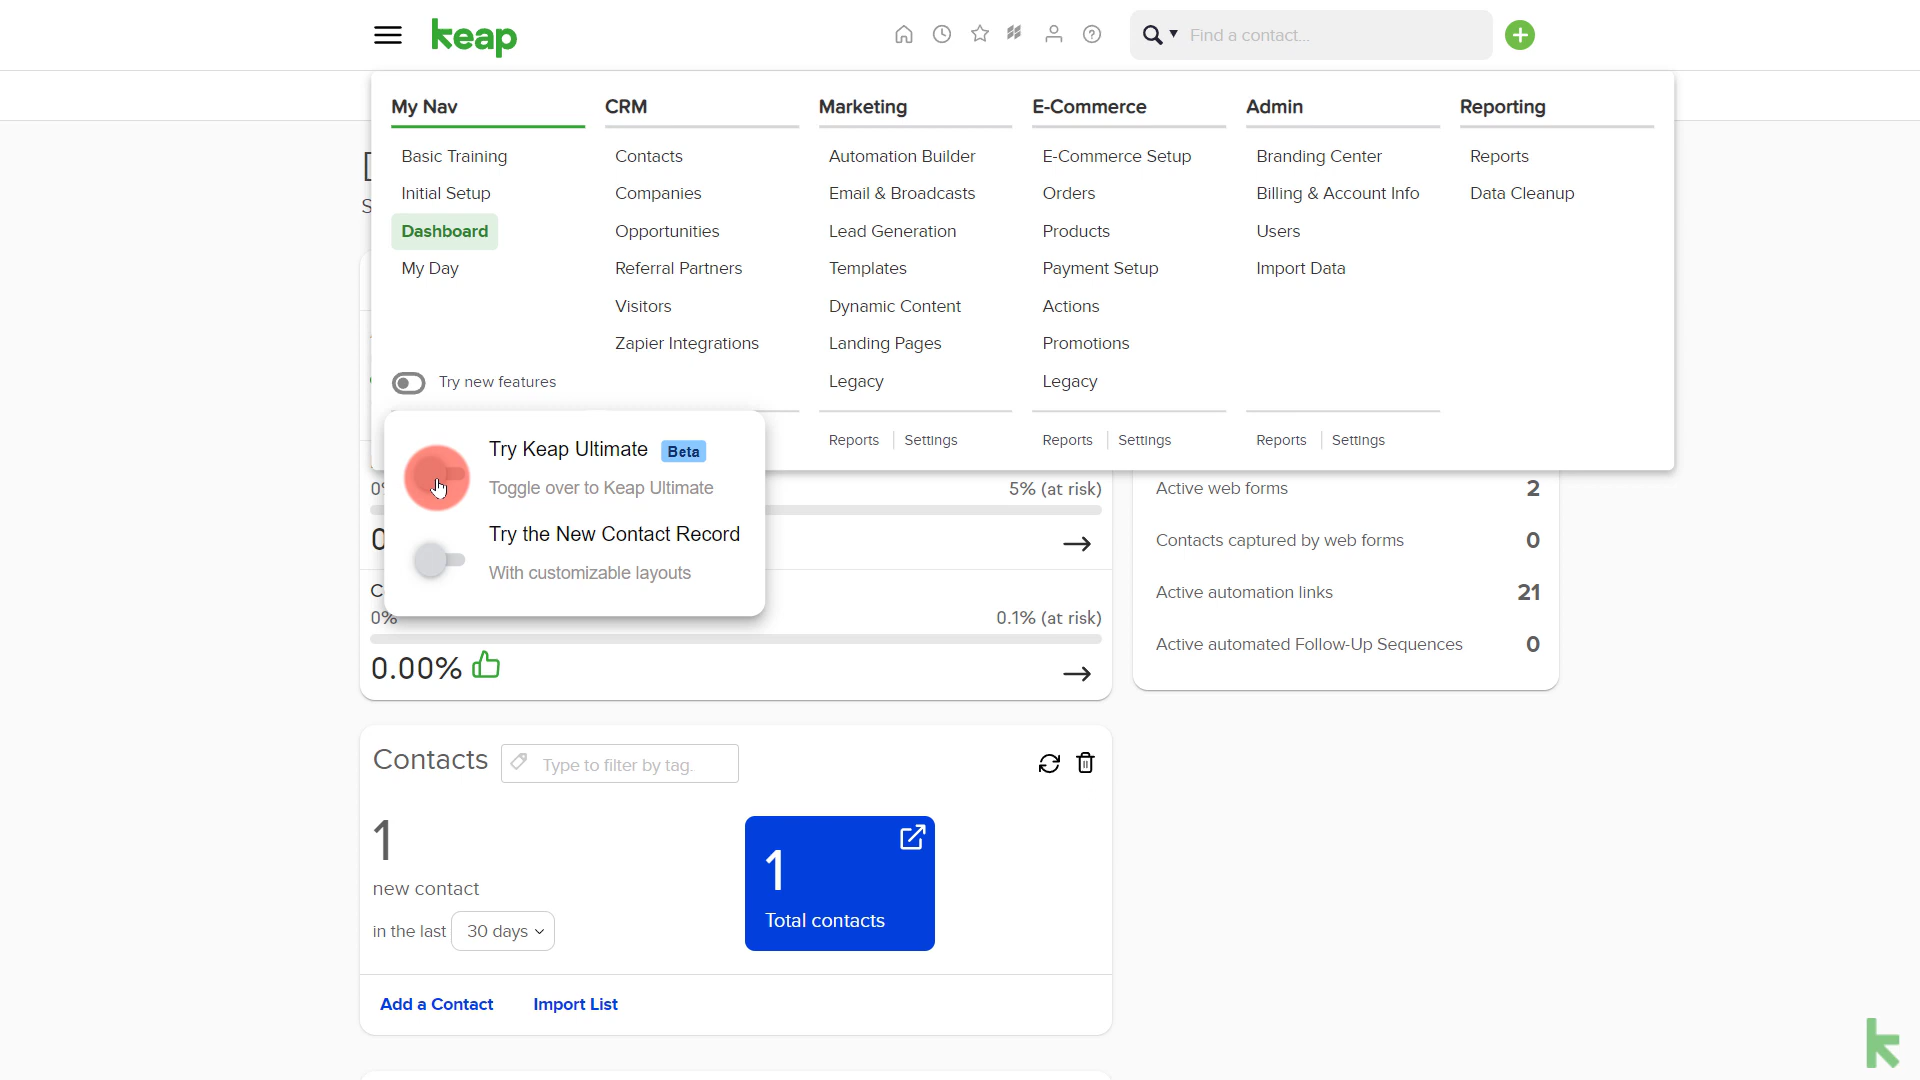 keap
Find a contact...
My Nav
Basic Training
Initial Setup
Dashboard
My Day
Try new features
CRM
Contacts
Companies
Opportunities
Referral Partners
Visitors
Zapier Integrations
Marketing
Automation Builder
Email & Broadcasts
Lead Generation
Templates
Dynamic Content
Landing Pages
Legacy
Reports
Settings
E-Commerce
E-Commerce Setup
Orders
Products
Payment Setup
Actions
Promotions
Legacy
Reports
Settings
Admin
Branding Center
Billing & Account Info
Users
Import Data
Reports
Settings
Reporting
Reports
Data Cleanup
Try Keap Ultimate Beta
Toggle over to Keap Ultimate
Try the New Contact Record
With customizable layouts
5% (at risk)
0%
0.1% (at risk)
0.00%
Active web forms 2
Contacts captured by web forms 0
Active automation links 21
Active automated Follow-Up Sequences 0
Contacts
Type to filter by tag.
1
new contact
in the last 30 days
1
Total contacts
Add a Contact
Import List
k